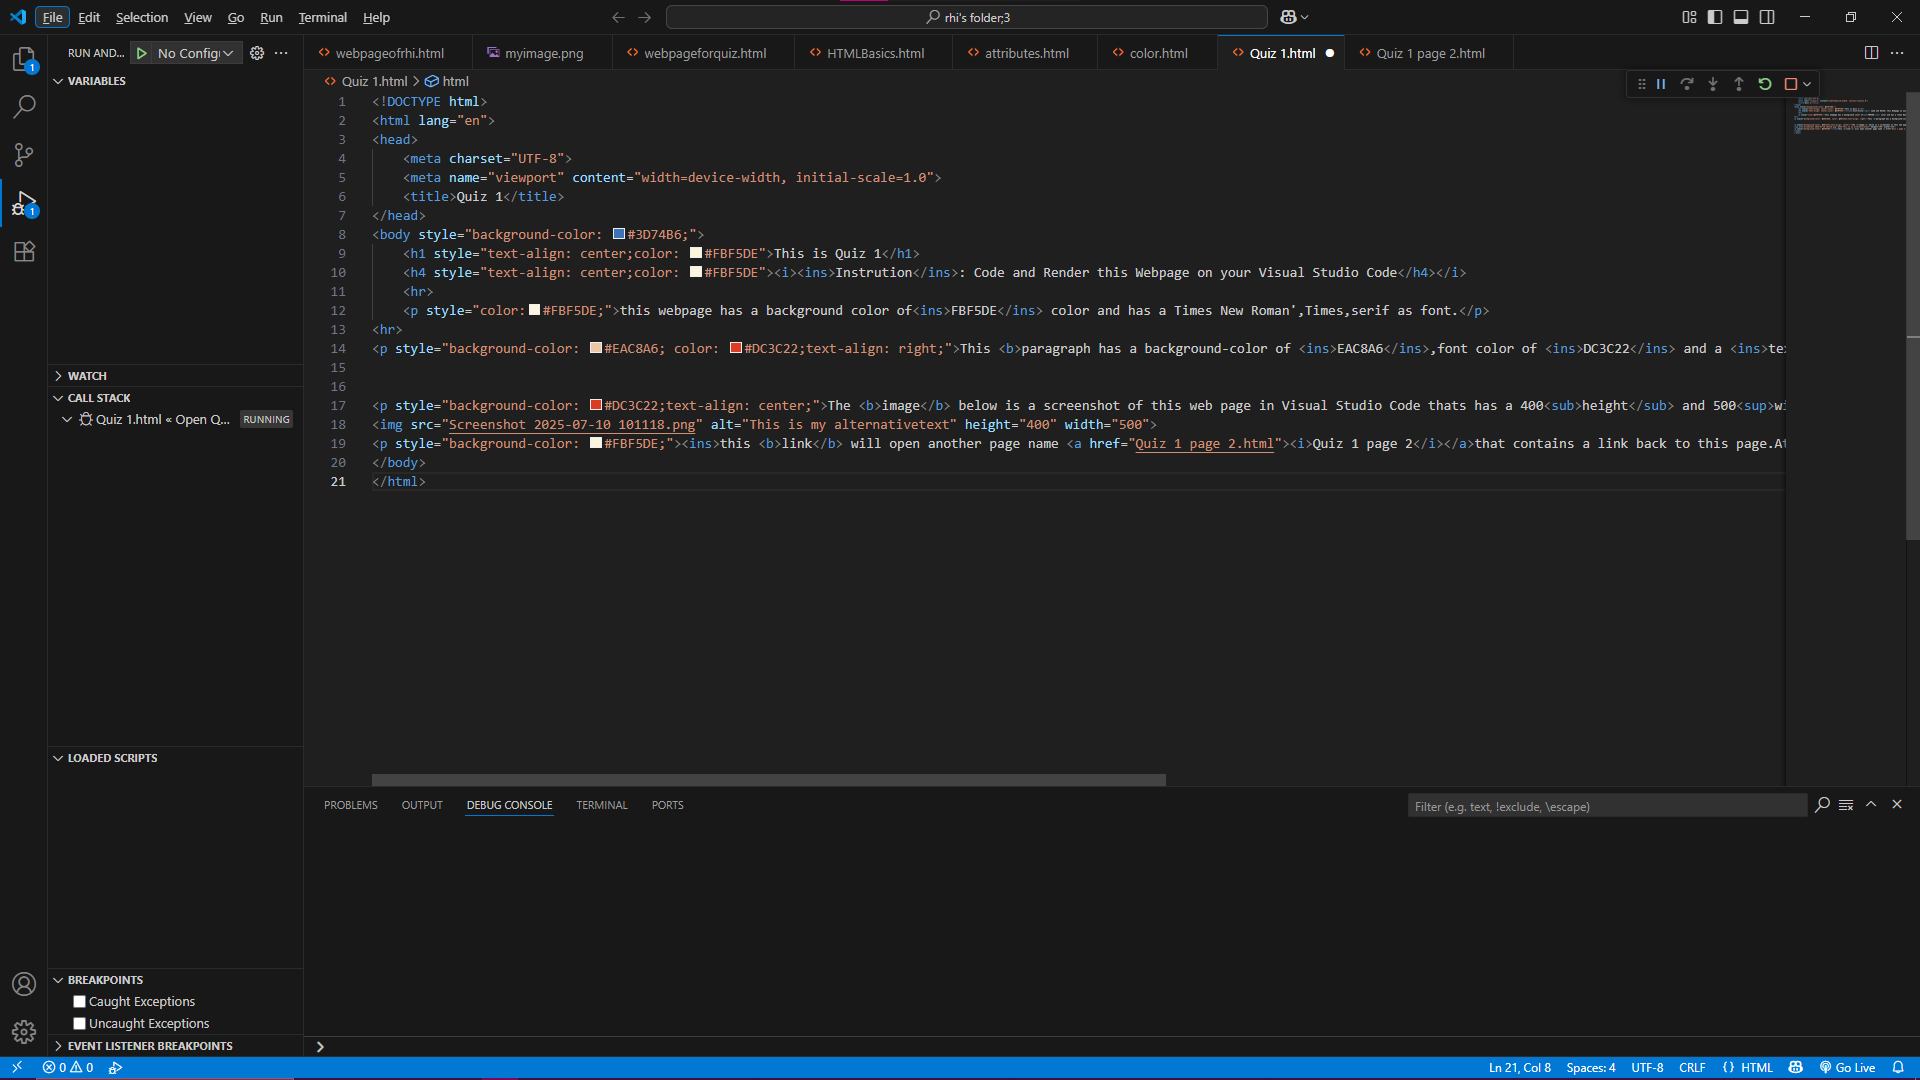 File Edit Selection View Go Run Terminal Help
rhi's folder;3
RUN AND... No Config
webpageofrhi.html myimage.png webpageforquiz.html HTMLBasics.html attributes.html color.html Quiz 1.html Quiz 1 page 2.html
Quiz 1.html > html
VARIABLES
1 <!DOCTYPE html>
2 <html lang="en">
3 <head>
4 <meta charset="UTF-8">
5 <meta name="viewport" content="width=device-width, initial-scale=1.0">
6 <title>Quiz 1</title>
7 </head>
8 <body style="background-color: #3D74B6;">
9 <h1 style="text-align: center;color: #FBF5DE">This is Quiz 1</h1>
10 <h4 style="text-align: center;color: #FBF5DE"><i><ins>Instrution</ins>: Code and Render this Webpage on your Visual Studio Code</h4></i>
11 <hr>
12 <p style="color: #FBF5DE;">this webpage has a background color of<ins>FBF5DE</ins> color and has a Times New Roman',Times,serif as font.</p>
13 <hr>
14 <p style="background-color: #EAC8A6; color: #DC3C22;text-align: right;">This <b>paragraph has a background-color of <ins>EAC8A6</ins>,font color of <ins>DC3C22</ins> and a <ins>te
15
16
17 <p style="background-color: #DC3C22;text-align: center;">The <b>image</b> below is a screenshot of this web page in Visual Studio Code thats has a 400<sub>height</sub> and 500<sup>wi
18 <img src="Screenshot 2025-07-10 101118.png" alt="This is my alternativetext" height="400" width="500">
19 <p style="background-color: #FBF5DE;"><ins>this <b>link</b> will open another page name <a href="Quiz 1 page 2.html"><i>Quiz 1 page 2</i></a>that contains a link back to this page.A
20 </body>
21 </html>
WATCH
CALL STACK
Quiz 1.html « Open Q... RUNNING
LOADED SCRIPTS
BREAKPOINTS
Caught Exceptions
Uncaught Exceptions
EVENT LISTENER BREAKPOINTS
PROBLEMS OUTPUT DEBUG CONSOLE TERMINAL PORTS
Filter (e.g. text, !exclude, \escape)
1
1
0 0
Ln 21, Col 8 Spaces: 4 UTF-8 CRLF {} HTML Go Live